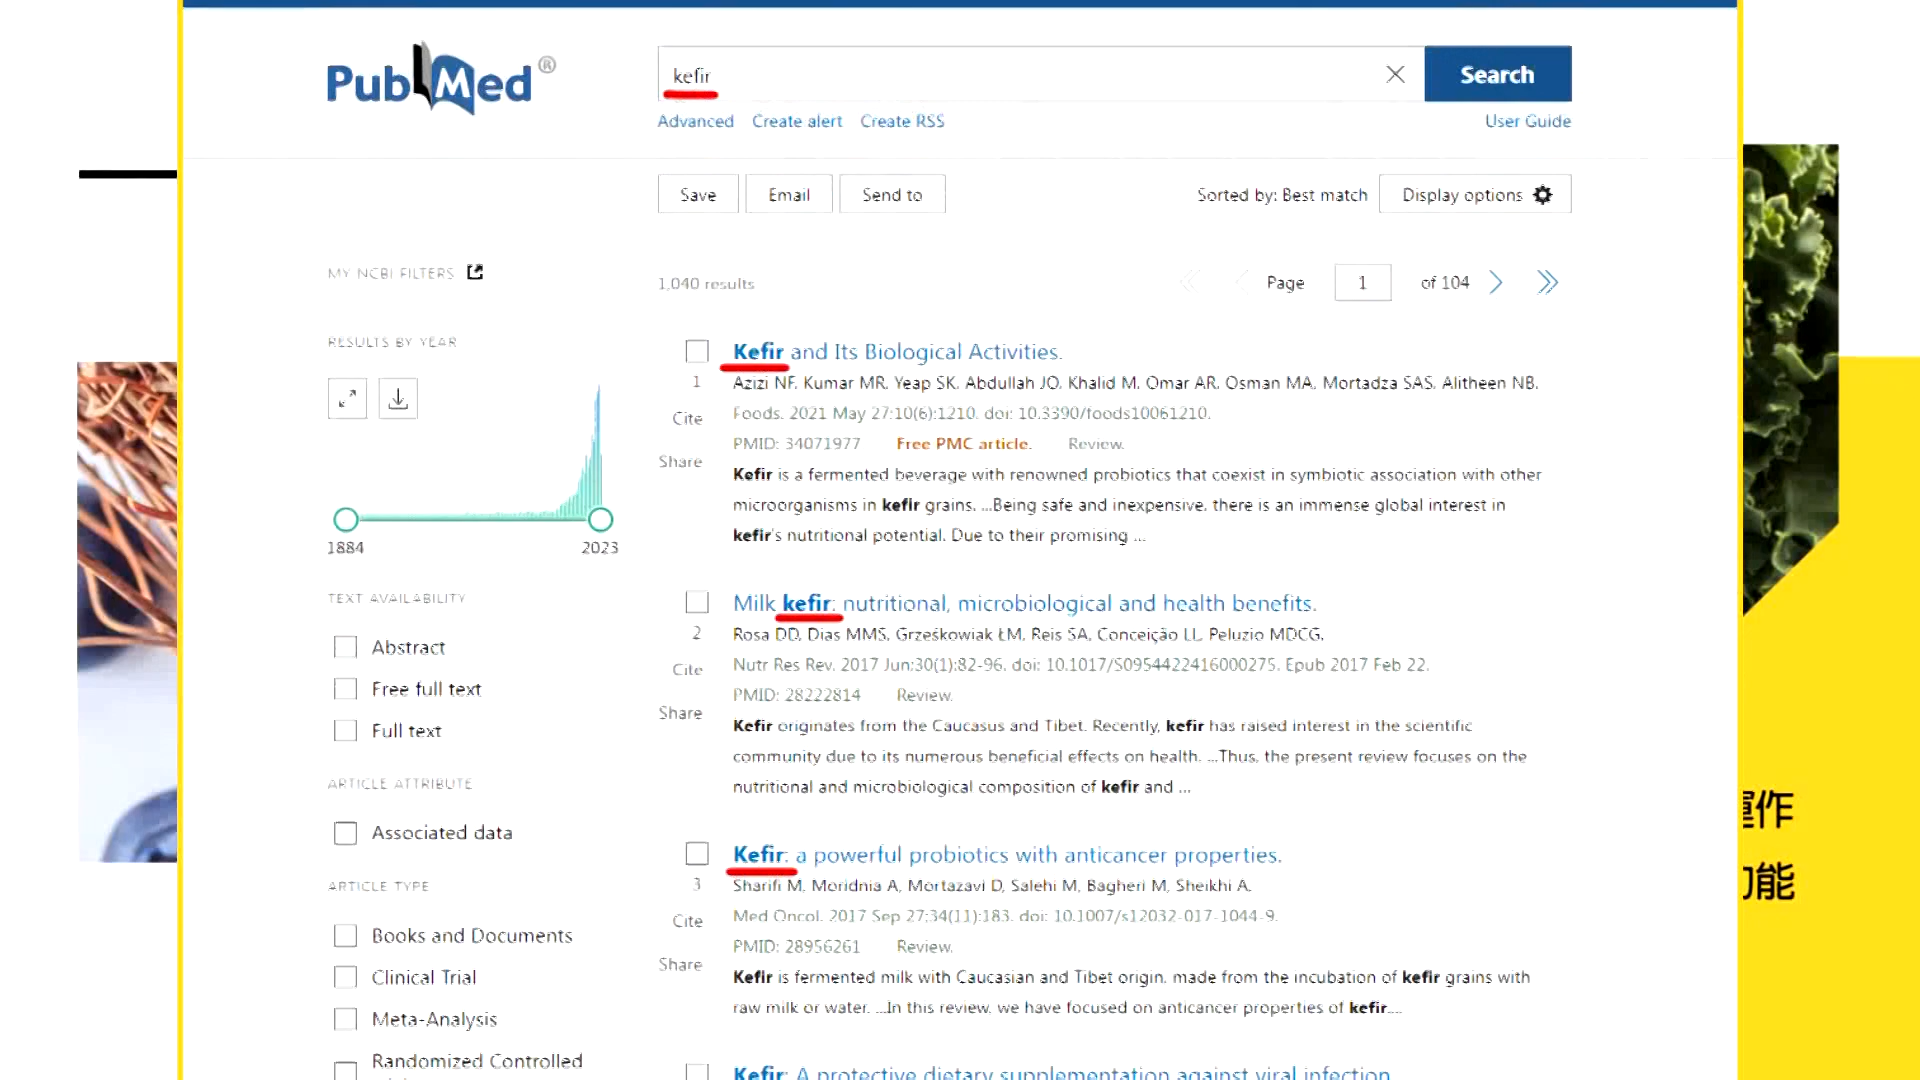 PubMed®
kefir
Search
Advanced Create alert Create RSS
User Guide
Save Email Send to
Sorted by: Best match
Display options
MY NCBI FILTERS
1,040 results
Page 1 of 104
RESULTS BY YEAR
1884 2023
TEXT AVAILABILITY
Abstract
Free full text
Full text
ARTICLE ATTRIBUTE
Associated data
ARTICLE TYPE
Books and Documents
Clinical Trial
Meta-Analysis
Randomized Controlled
Kefir and Its Biological Activities.
1
Azizi NF, Kumar MR, Yeap SK, Abdullah JO, Khalid M, Omar AR, Osman MA, Mortadza SAS, Alitheen NB.
Cite
Foods. 2021 May 27;10(6):1210. doi: 10.3390/foods10061210.
PMID: 34071977 Free PMC article. Review.
Share
Kefir is a fermented beverage with renowned probiotics that coexist in symbiotic association with other
microorganisms in kefir grains. ...Being safe and inexpensive, there is an immense global interest in
kefir's nutritional potential. Due to their promising ...
Milk kefir: nutritional, microbiological and health benefits.
2
Rosa DD, Dias MMS, Grześkowiak ŁM, Reis SA, Conceição LL, Peluzio MDCG.
Cite
Nutr Res Rev. 2017 Jun;30(1):82-96. doi: 10.1017/S0954422416000275. Epub 2017 Feb 22.
PMID: 28222814 Review.
Share
Kefir originates from the Caucasus and Tibet. Recently, kefir has raised interest in the scientific
community due to its numerous beneficial effects on health. ...Thus, the present review focuses on the
nutritional and microbiological composition of kefir and ...
Kefir: a powerful probiotics with anticancer properties.
3
Sharifi M, Moridnia A, Mortazavi D, Salehi M, Bagheri M, Sheikhi A.
Cite
Med Oncol. 2017 Sep 27;34(11):183. doi: 10.1007/s12032-017-1044-9.
PMID: 28956261 Review.
Share
Kefir is fermented milk with Caucasian and Tibet origin, made from the incubation of kefir grains with
raw milk or water. ...In this review, we have focused on anticancer properties of kefir....
Kefir: A protective dietary supplementation against viral infection.
運作
功能